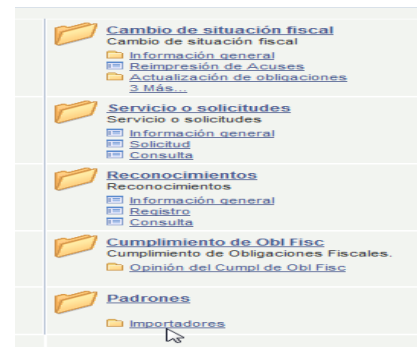 Cambio de situación fiscal
Cambio de situación fiscal
Información general
Reimpresión de Acuses
Actualización de obligaciones
3 Más...
Servicio o solicitudes
Servicio o solicitudes
Información general
Solicitud
Consulta
Reconocimientos
Reconocimientos
Información general
Registro
Consulta
Cumplimiento de Obl Fisc
Cumplimiento de Obligaciones Fiscales.
Opinión del Cumpl de Obl Fisc
Padrones
Importadores